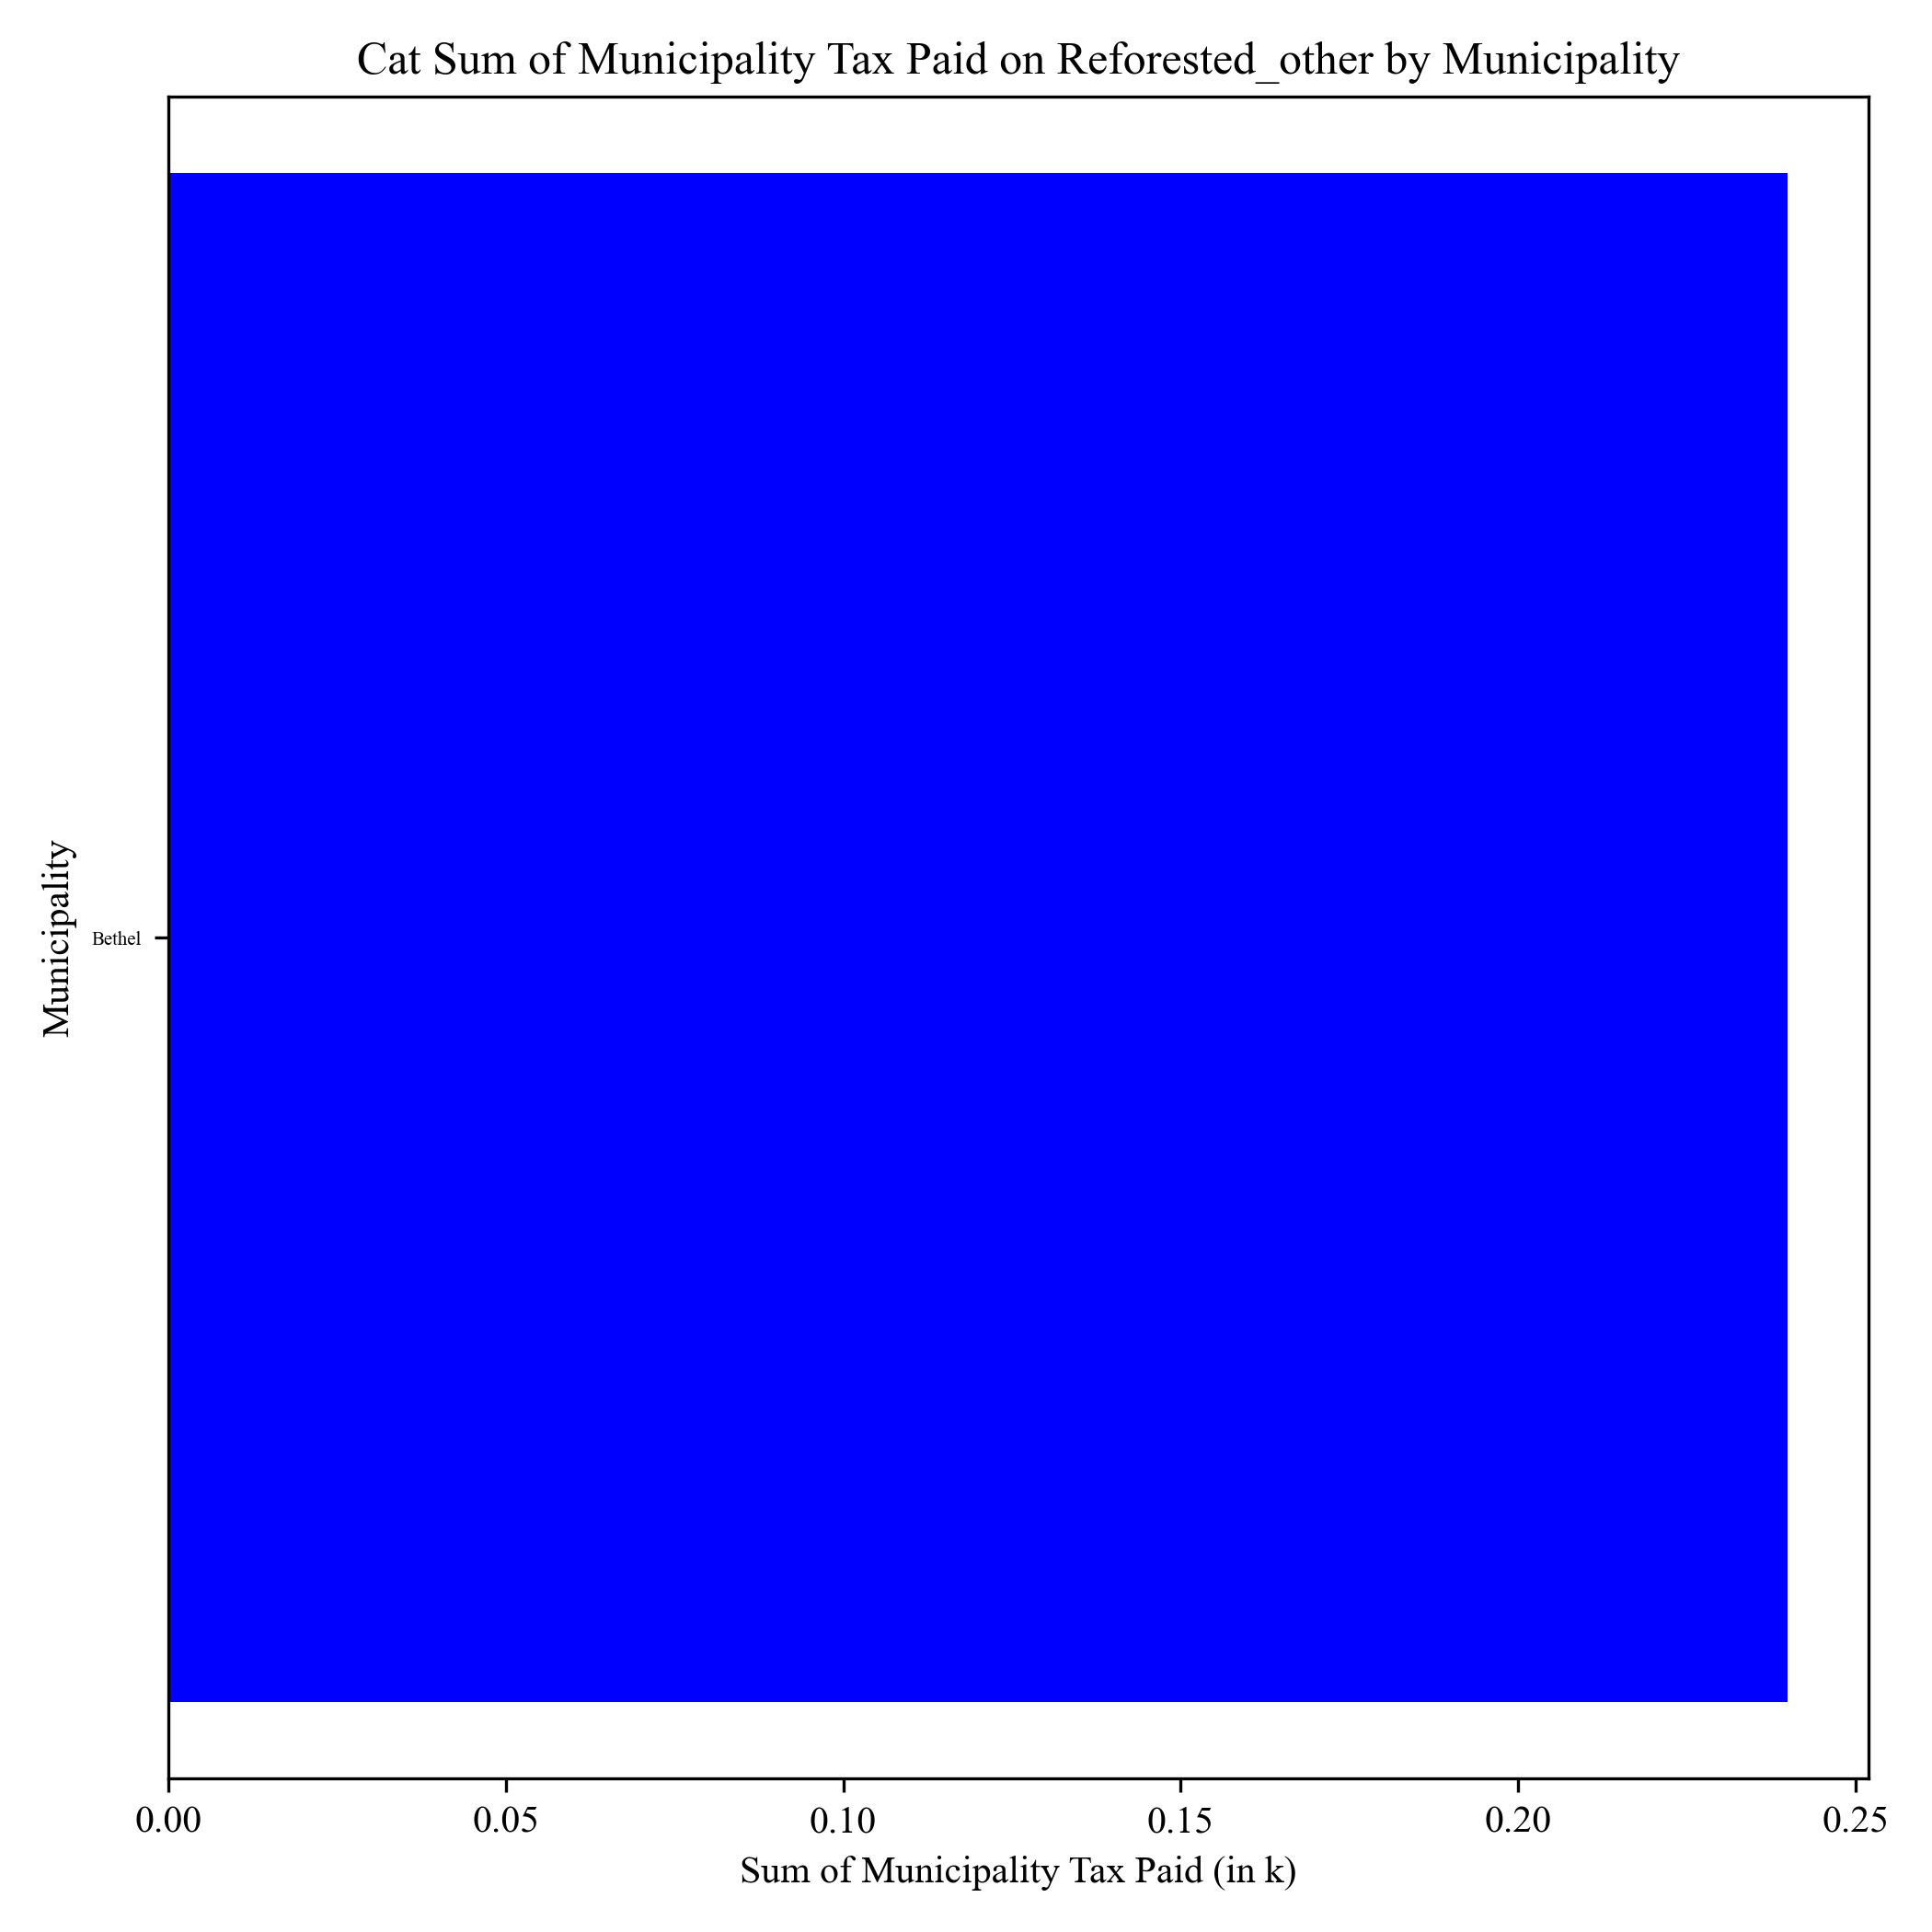 Cat Sum of Municipality Tax Paid on Reforested_other by Municipality
Municipality
Bethel
0.00
0.05
0.10
0.15
0.20
0.25
Sum of Municipality Tax Paid (in k)